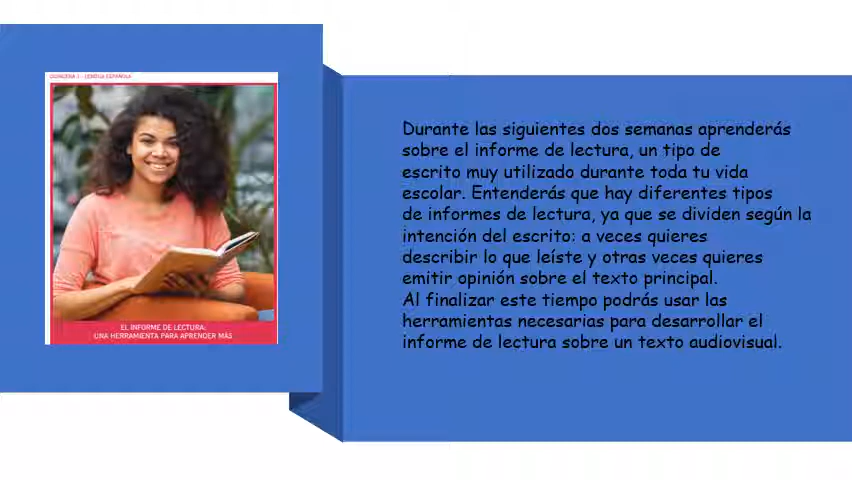 QUINCENA 1 - LENGUA ESPAÑOLA
EL INFORME DE LECTURA:
UNA HERRAMIENTA PARA APRENDER MÁS
Durante las siguientes dos semanas aprenderás
sobre el informe de lectura, un tipo de
escrito muy utilizado durante toda tu vida
escolar. Entenderás que hay diferentes tipos
de informes de lectura, ya que se dividen según la
intención del escrito: a veces quieres
describir lo que leíste y otras veces quieres
emitir opinión sobre el texto principal.
Al finalizar este tiempo podrás usar las
herramientas necesarias para desarrollar el
informe de lectura sobre un texto audiovisual.